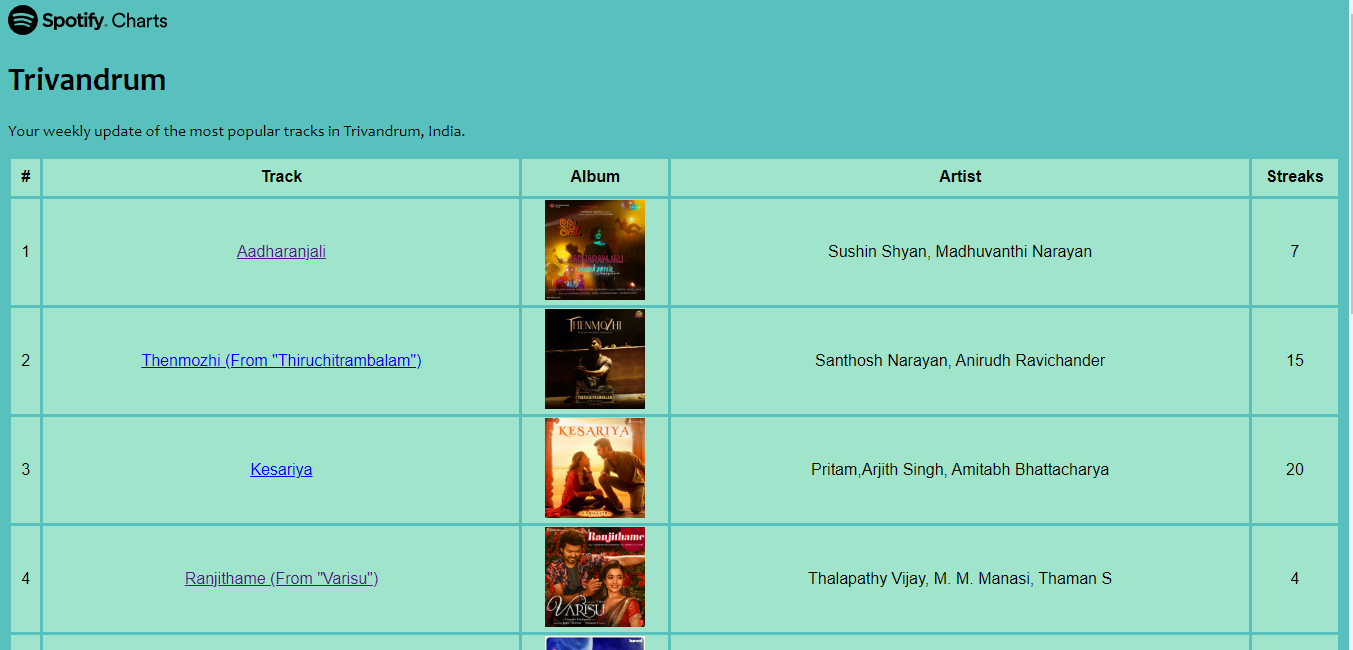 Spotify Charts
Trivandrum
Your weekly update of the most popular tracks in Trivandrum, India.
# Track Album Artist Streaks
1 Aadharanjali Sushin Shyan, Madhuvanthi Narayan 7
AADHARANJALI
2 Thenmozhi (From "Thiruchitrambalam") Santhosh Narayan, Anirudh Ravichander 15
THENMOZHI
THIRUCHITRAMBALAM
3 Kesariya Pritam,Arjith Singh, Amitabh Bhattacharya 20
KESARIYA
4 Ranjithame (From "Varisu") Thalapathy Vijay, M. M. Manasi, Thaman S 4
Ranjithame
VARISU